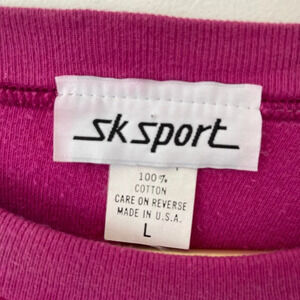 sk sport
100%
COTTON
CARE ON REVERSE
MADE IN U.S.A.
L